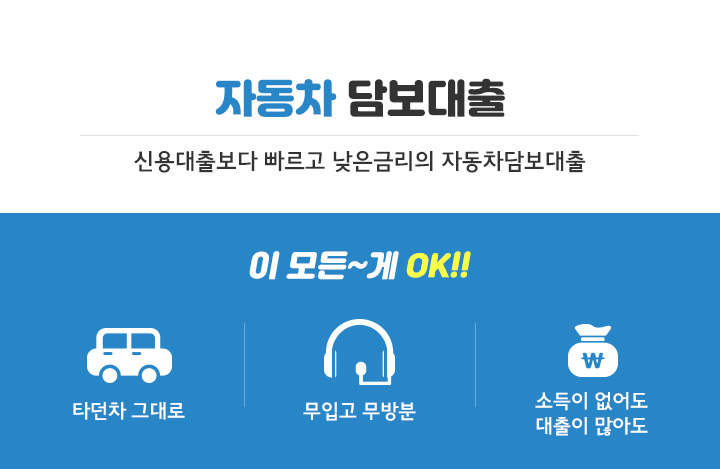 자동차 담보대출
신용대출보다 빠르고 낮은금리의 자동차담보대출
이 모든~게 OK!!
타던차 그대로
무입고 무방분
₩
소득이 없어도
대출이 많아도